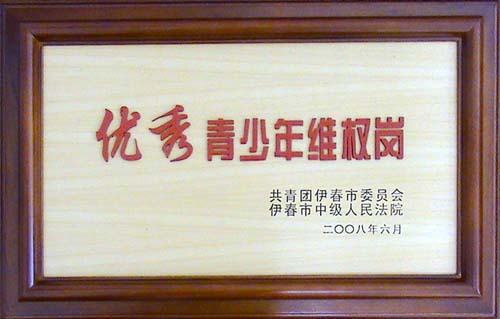 优秀青少年维权岗
共青团伊春市委员会
伊春市中级人民法院
二〇〇八年六月